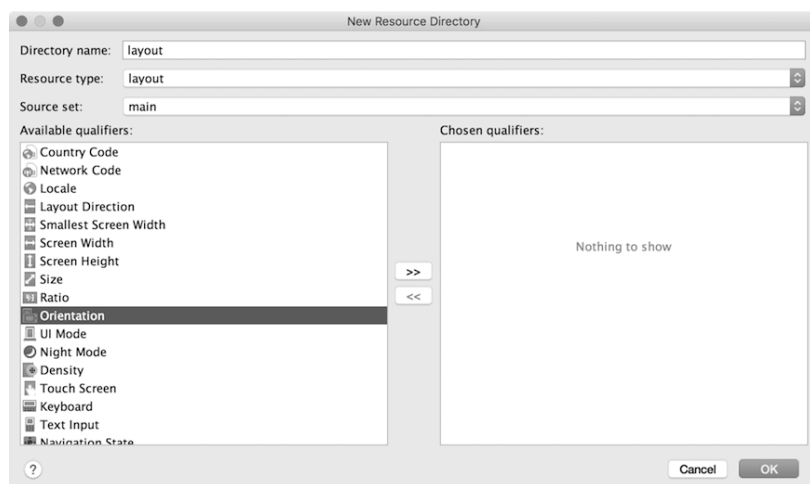 New Resource Directory
Directory name: layout
Resource type: layout
Source set: main
Available qualifiers:
Chosen qualifiers:
Country Code
Network Code
Locale
Layout Direction
Smallest Screen Width
Screen Width
Screen Height
Size
Ratio
Orientation
UI Mode
Night Mode
Density
Touch Screen
Keyboard
Text Input
Navigation State
>>
<<
Nothing to show
?
Cancel
OK